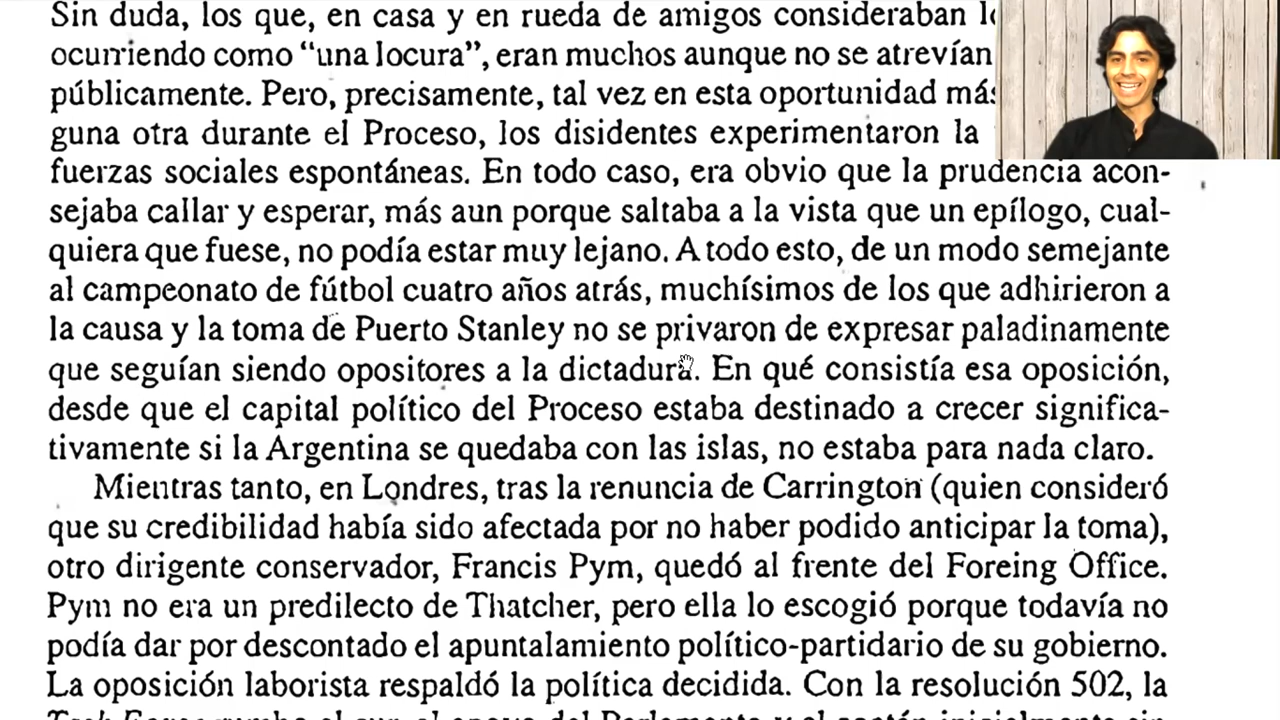 Sin duda, los que, en casa y en rueda de amigos consideraban
ocurriendo como “una locura”, eran muchos aunque no se atrevían
públicamente. Pero, precisamente, tal vez en esta oportunidad más
guna otra durante el Proceso, los disidentes experimentaron la
fuerzas sociales espontáneas. En todo caso, era obvio que la prudencia acon-
sejaba callar y esperar, más aun porque saltaba a la vista que un epílogo, cual-
quiera que fuese, no podía estar muy lejano. A todo esto, de un modo semejante
al campeonato de fútbol cuatro años atrás, muchísimos de los que adhirieron a
la causa y la toma de Puerto Stanley no se privaron de expresar paladinamente
que seguían siendo opositores a la dictadura. En qué consistía esa oposición,
desde que el capital político del Proceso estaba destinado a crecer significa-
tivamente si la Argentina se quedaba con las islas, no estaba para nada claro.
Mientras tanto, en Londres, tras la renuncia de Carrington (quien consideró
que su credibilidad había sido afectada por no haber podido anticipar la toma),
otro dirigente conservador, Francis Pym, quedó al frente del Foreing Office.
Pym no era un predilecto de Thatcher, pero ella lo escogió porque todavía no
podía dar por descontado el apuntalamiento político-partidario de su gobierno.
La oposición laborista respaldó la política decidida. Con la resolución 502, la